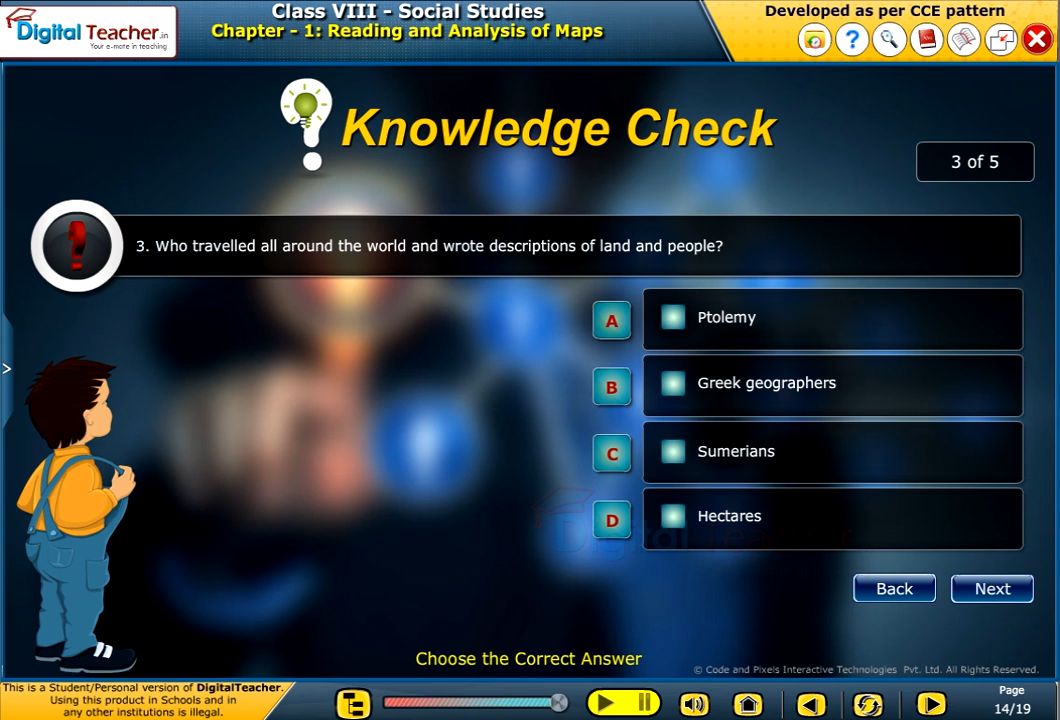 Digital Teacher.in
Your e-mate in teaching
Class VIII - Social Studies
Chapter - 1: Reading and Analysis of Maps
Developed as per CCE pattern
Knowledge Check
3 of 5
3. Who travelled all around the world and wrote descriptions of land and people?
A Ptolemy
B Greek geographers
C Sumerians
D Hectares
Digital Teacher
Back Next
Choose the Correct Answer
© Code and Pixels Interactive Technologies Pvt. Ltd. All Rights Reserved.
This is a Student/Personal version of DigitalTeacher.
Using this product in Schools and in
any other institutions is illegal.
Page
14/19